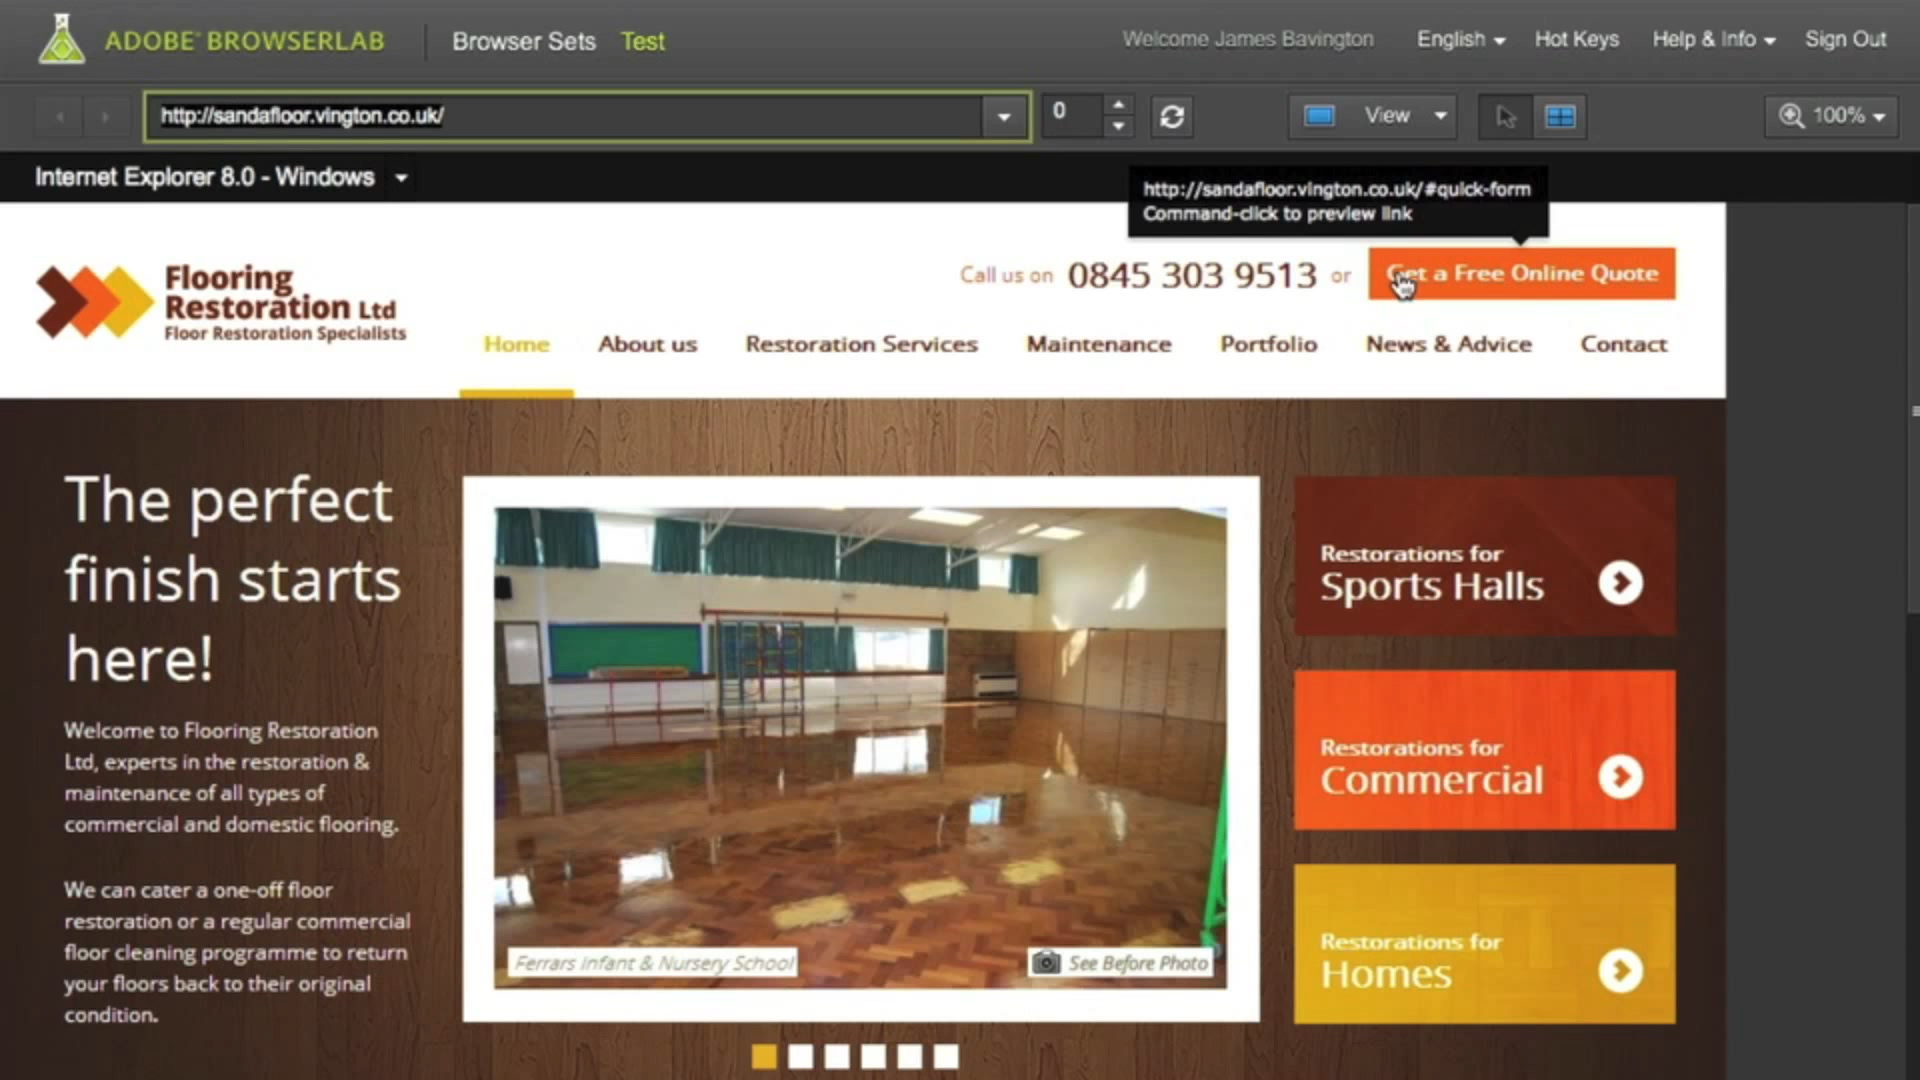 ADOBE® BROWSERLAB
Browser Sets
Test
Welcome James Bavington
English
Hot Keys
Help & Info
Sign Out
http://sandafloor.vington.co.uk/
0
View
100%
Internet Explorer 8.0 - Windows
http://sandafloor.vington.co.uk/#quick-form
Command-click to preview link
Flooring
Restoration Ltd
Floor Restoration Specialists
Call us on 0845 303 9513 or
Get a Free Online Quote
Home
About us
Restoration Services
Maintenance
Portfolio
News & Advice
Contact
The perfect
finish starts
here!
Welcome to Flooring Restoration
Ltd, experts in the restoration &
maintenance of all types of
commercial and domestic flooring.
We can cater a one-off floor
restoration or a regular commercial
floor cleaning programme to return
your floors back to their original
condition.
Ferrars Infant & Nursery School
See Before Photo
Restorations for
Sports Halls
Restorations for
Commercial
Restorations for
Homes